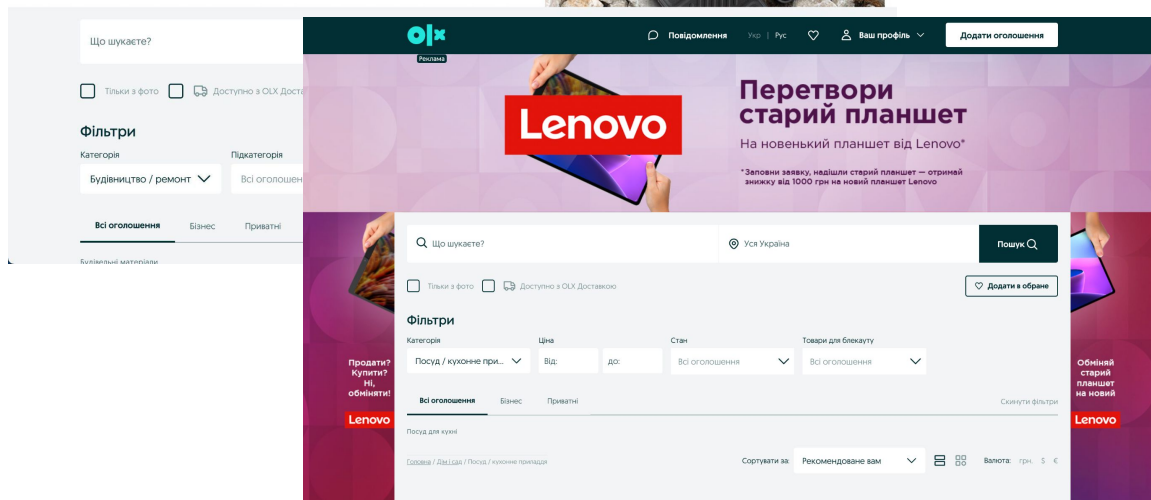 Що шукаєте?
Тільки з фото
Фільтри
Категорія
Підкатегорія
Будівництво / ремонт
Всі оголошення
Бізнес
Приватні
Будівельні матеріали
olx
Повідомлення
Укр | Рус
Ваш профіль
Додати оголошення
Реклама
Lenovo
Перетвори
старий планшет
На новенький планшет від Lenovo*
*Заповни заявку, надішли старий планшет — отримай
знижку від 1000 грн на новий планшет Lenovo
Що шукаєте?
Уся Україна
Пошук
Тільки з фото
Доступно з OLX Доставкою
Додати в обране
Фільтри
Категорія
Ціна
Стан
Товари для блекауту
Посуд / кухонне при...
Від:
до:
Всі оголошення
Всі оголошення
Всі оголошення
Бізнес
Приватні
Скинути фільтри
Посуд для кухні
Головна / Дім і сад / Посуд / кухонне приладдя
Сортувати за:
Рекомендоване вам
Валюта: грн. $ €
Продати?
Купити?
Ні,
обміняти!
Lenovo
Обміняй
старий
планшет
на новий
Lenovo